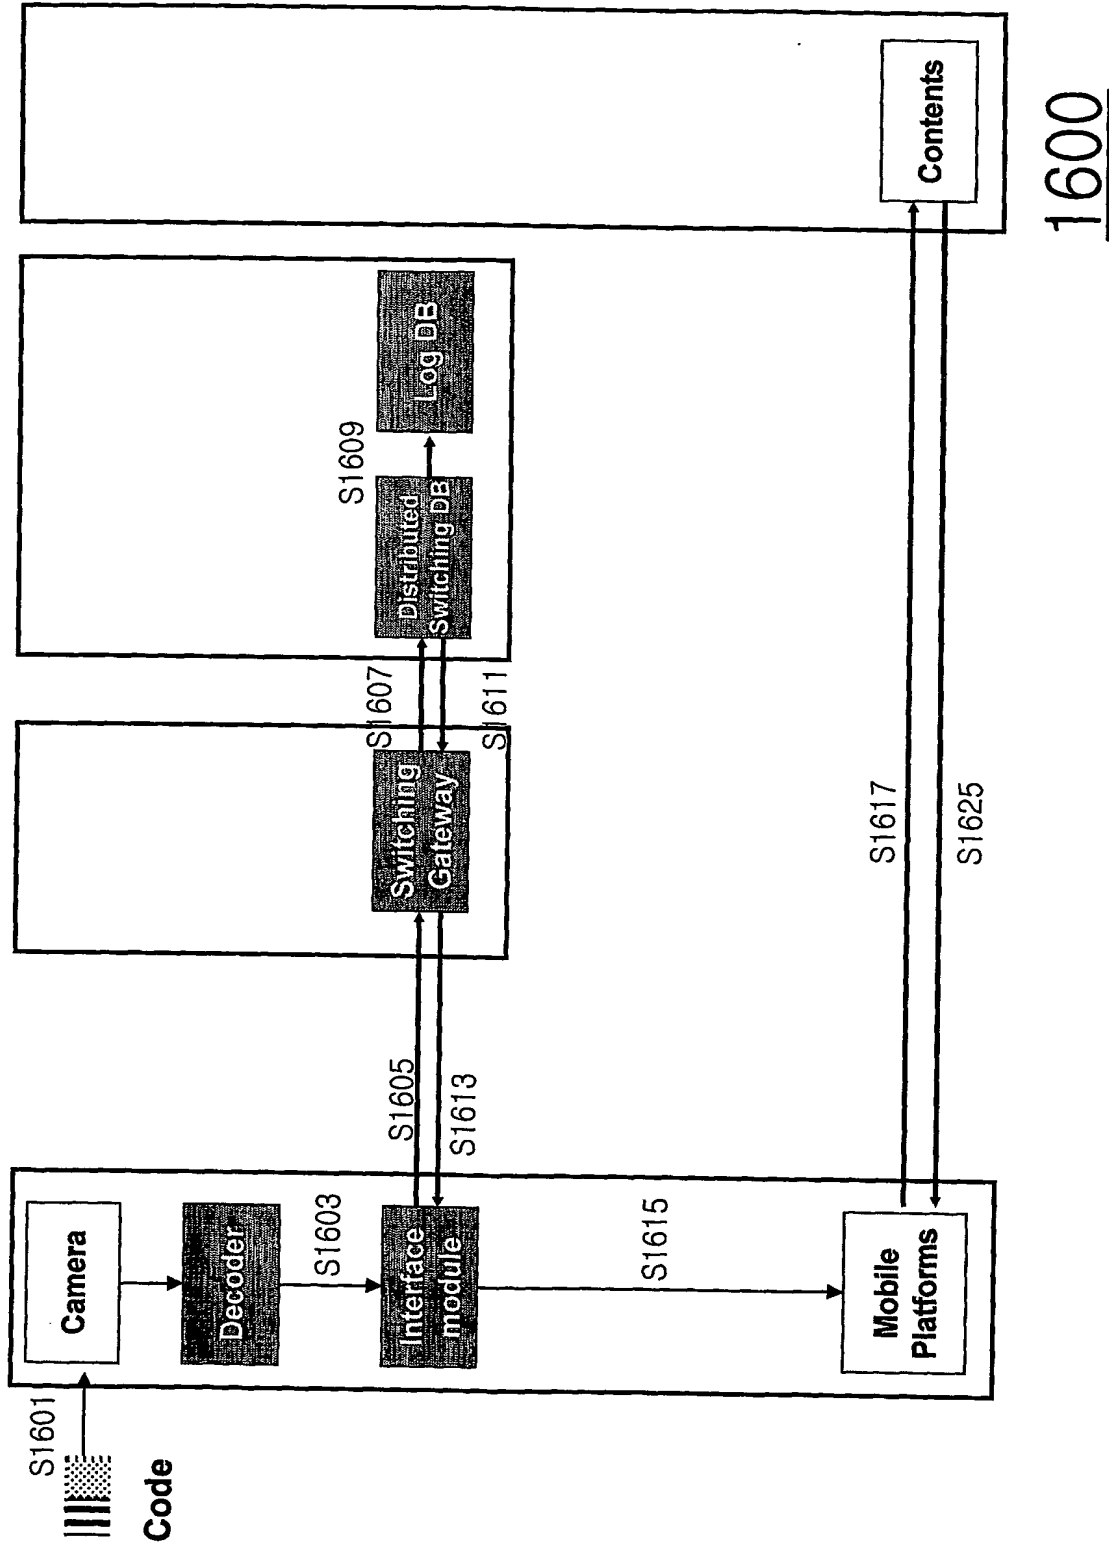 S1601
Code
Camera
Decoder
S1603
Interface
module
S1615
Mobile
Platforms
S1605
S1613
Switching
Gateway
S1607
S1611
Distributed
Switching DB
S1609
Log DB
S1617
S1625
Contents
1600